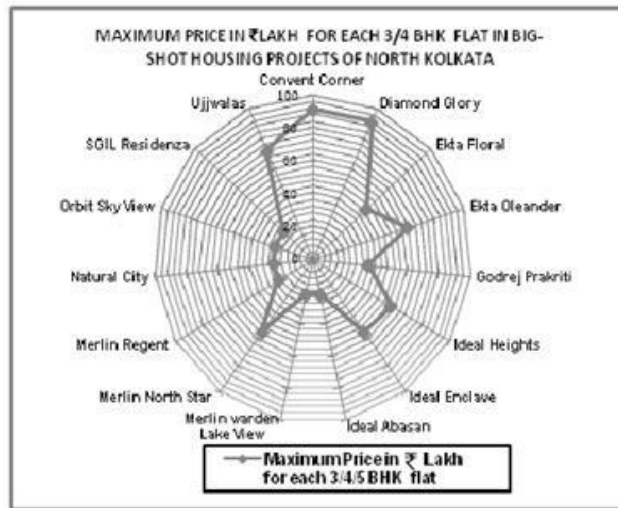 MAXIMUM PRICE IN ₹LAKH FOR EACH 3/4 BHK FLAT IN BIG-
SHOT HOUSING PROJECTS OF NORTH KOLKATA
Convent Corner
Ujjwalas
100
Diamond Glory
80
SGIL Residenza
Ekta Floral
60
40
Orbit Sky View
Ekta Oleander
20
0
Natural City
Godrej Prakriti
Merlin Regent
Ideal Heights
Merlin North Star
Ideal Enclave
Merlin warden
Lake View
Ideal Abasan
Maximum Price in ₹ Lakh
for each 3/4/5 BHK flat